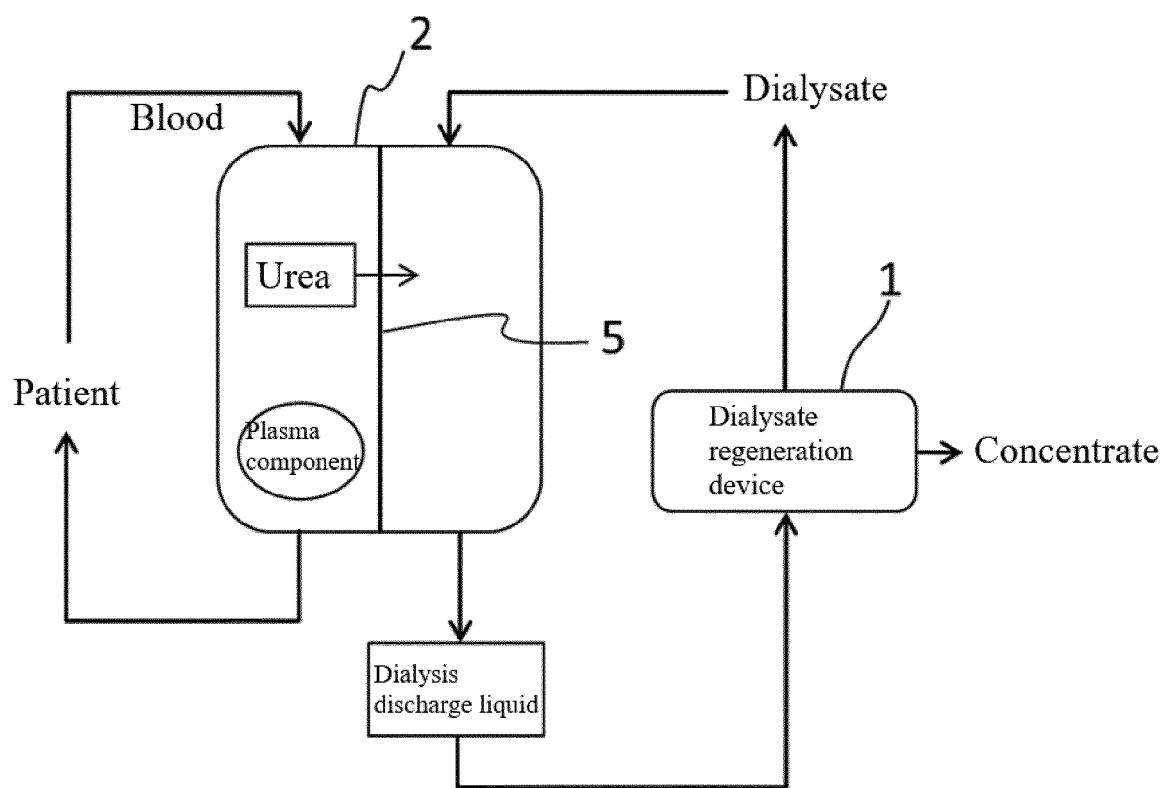 2
Blood
Dialysate
Urea
1
5
Patient
Plasma
component
Dialysate
regeneration
device
Concentrate
Dialysis
discharge liquid